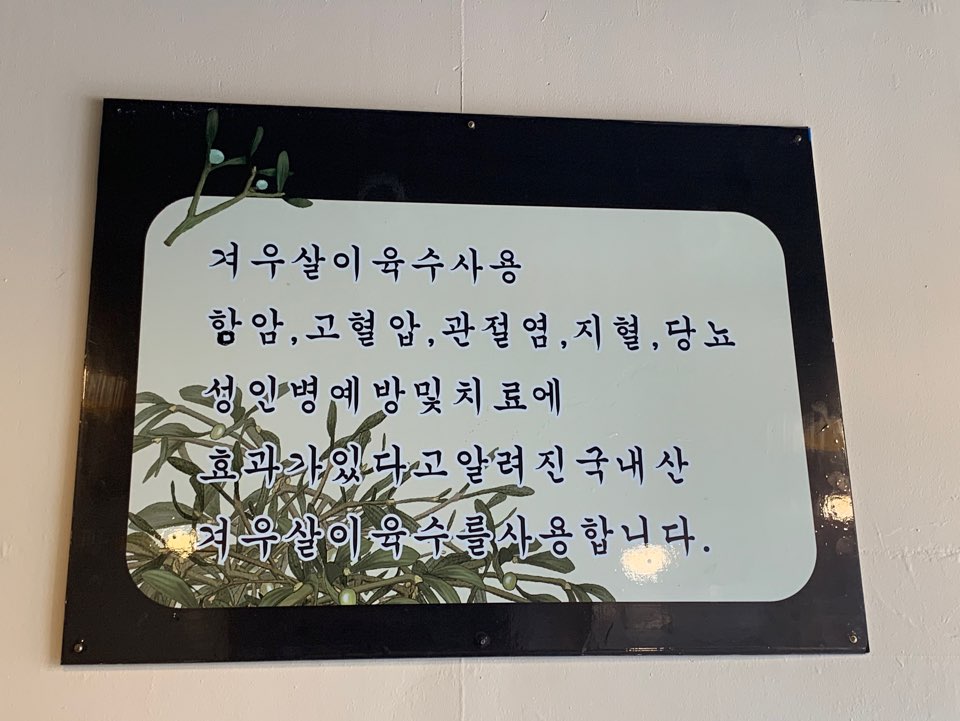 겨우살이육수사용
함암,고혈압,관절염,지혈,당뇨
성인병예방및치료에
효과가있다고알려진국내산
겨우살이육수를사용합니다.